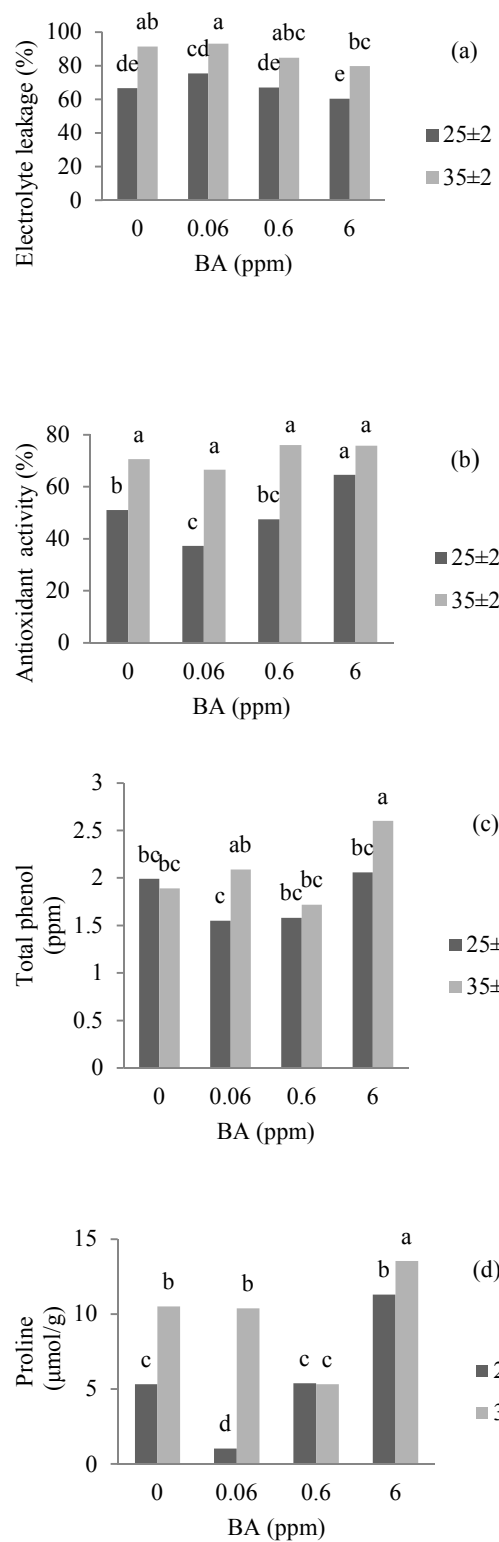 ab a abc bc
de cd de e
(a)
Electrolyte leakage (%)
100
80
60
40
20
0
25±2
35±2
0 0.06 0.6 6
BA (ppm)
a a a a a
b c bc
(b)
Antioxidant activity (%)
80
60
40
20
0
25±2
35±2
0 0.06 0.6 6
BA (ppm)
a
bc bc c ab bc bc bc
(c)
Total phenol
(ppm)
3
2.5
2
1.5
1
0.5
0
25±
35±
0 0.06 0.6 6
BA (ppm)
a
c b d b c c b
(d)
Proline
(μmol/g)
15
10
5
0
2
3
0 0.06 0.6 6
BA (ppm)